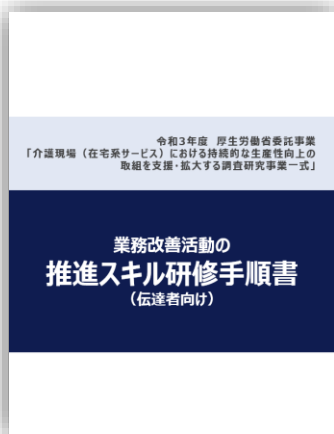 令和3年度 厚生労働省委託事業
「介護現場（在宅系サービス）における持続的な生産性向上の
取組を支援・拡大する調査研究事業一式」
業務改善活動の
推進スキル研修手順書
（伝達者向け）